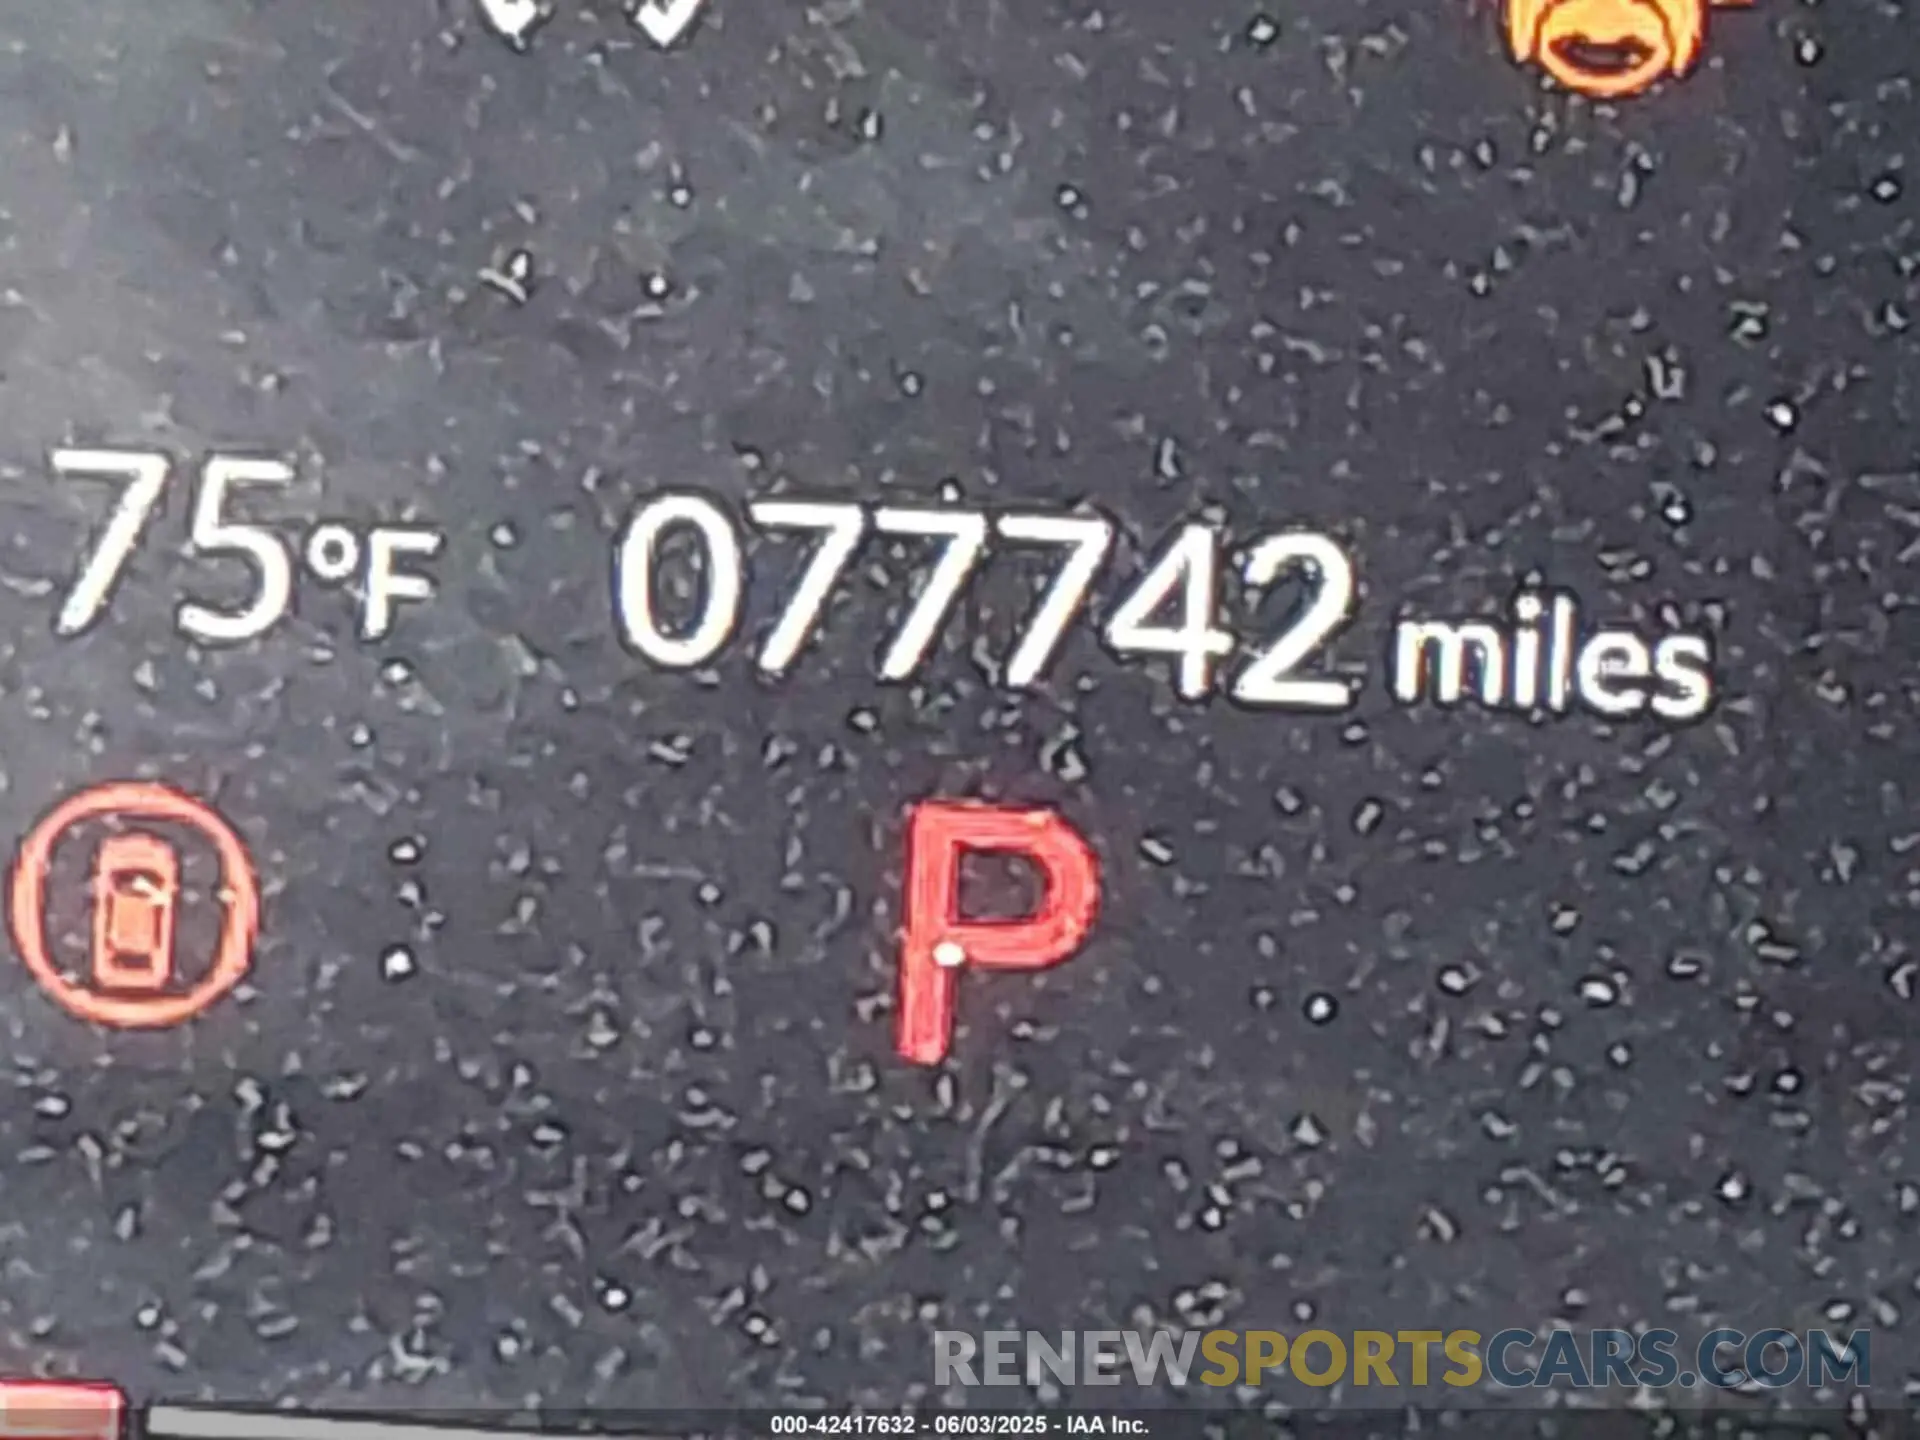 75°F 077742 miles
P
RENEWSPORTSCARS.COM
000-42417632 - 06/03/2025 - IAA Inc.